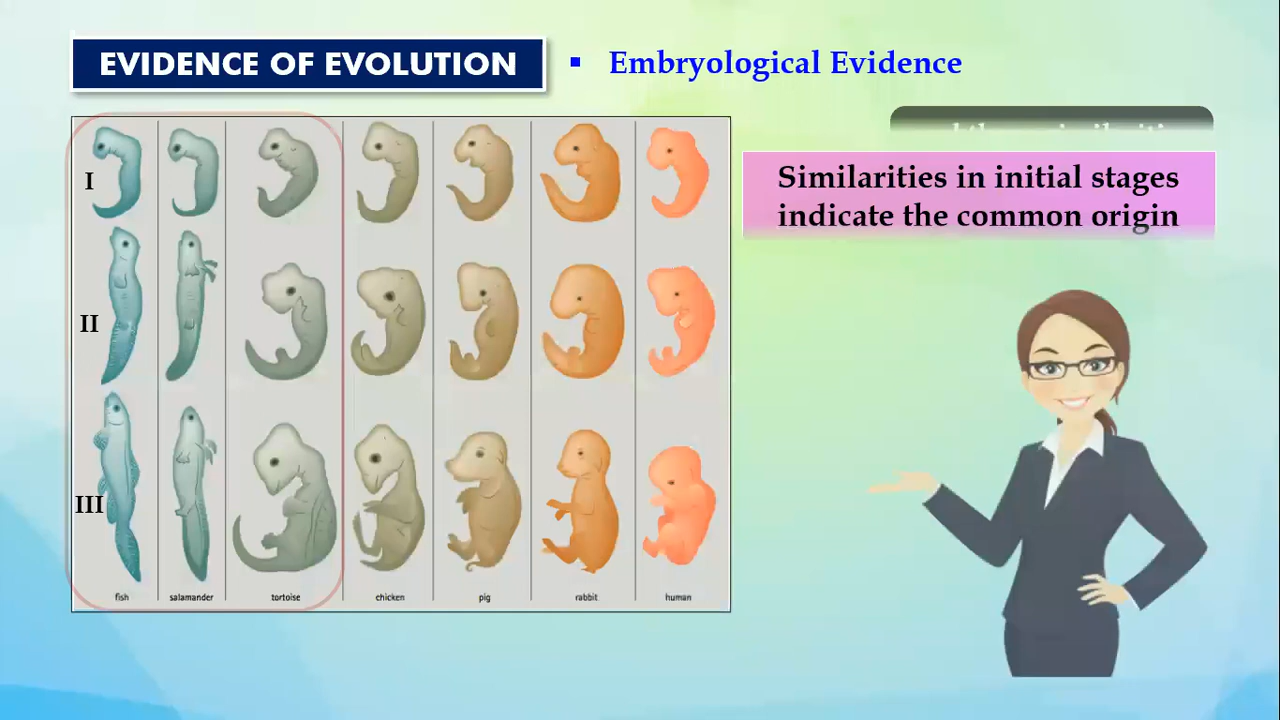 EVIDENCE OF EVOLUTION
▪ Embryological Evidence
Similarities in initial stages
indicate the common origin
I
II
III
fish salamander tortoise chicken pig rabbit human